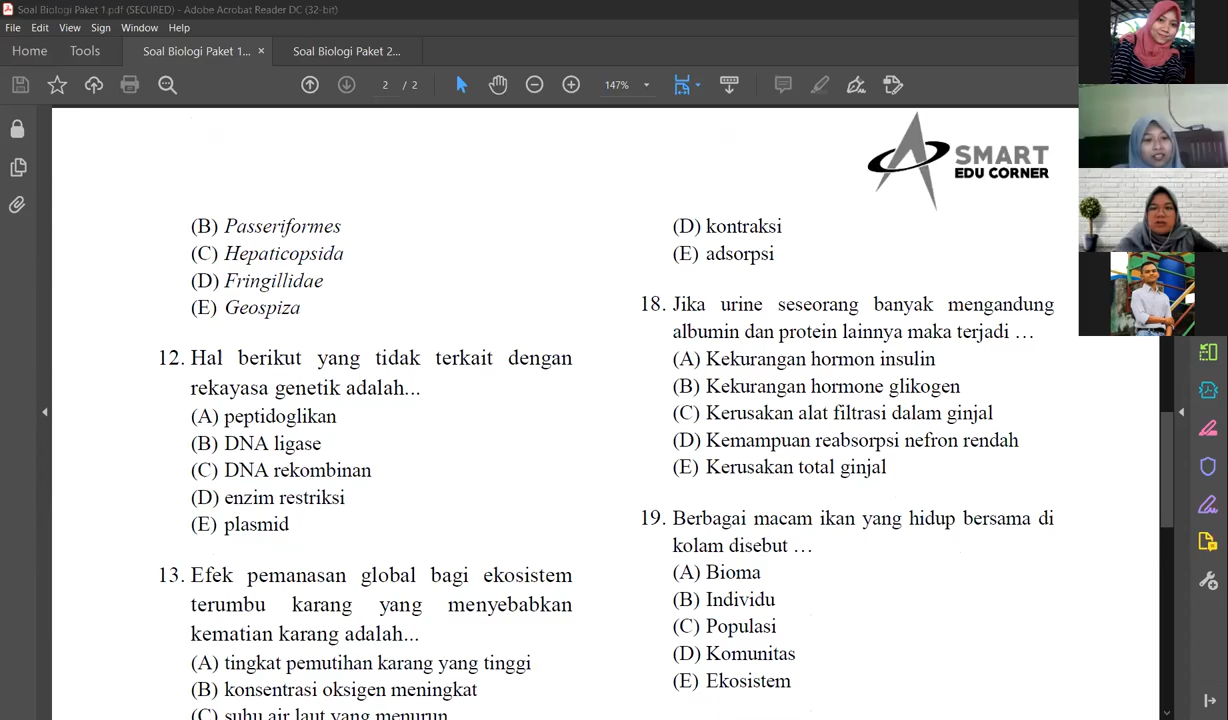 Soal Biologi Paket 1.pdf (SECURED) - Adobe Acrobat Reader DC (32-bit)
File Edit View Sign Window Help
Home Tools Soal Biologi Paket 1... × Soal Biologi Paket 2...
2 / 2 147%
SMART
EDU CORNER
(B) Passeriformes
(C) Hepaticopsida
(D) Fringillidae
(E) Geospiza
12. Hal berikut yang tidak terkait dengan
rekayasa genetik adalah...
(A) peptidoglikan
(B) DNA ligase
(C) DNA rekombinan
(D) enzim restriksi
(E) plasmid
13. Efek pemanasan global bagi ekosistem
terumbu karang yang menyebabkan
kematian karang adalah...
(A) tingkat pemutihan karang yang tinggi
(B) konsentrasi oksigen meningkat
(C) suhu air laut yang menurun
(D) kontraksi
(E) adsorpsi
18. Jika urine seseorang banyak mengandung
albumin dan protein lainnya maka terjadi …
(A) Kekurangan hormon insulin
(B) Kekurangan hormone glikogen
(C) Kerusakan alat filtrasi dalam ginjal
(D) Kemampuan reabsorpsi nefron rendah
(E) Kerusakan total ginjal
19. Berbagai macam ikan yang hidup bersama di
kolam disebut …
(A) Bioma
(B) Individu
(C) Populasi
(D) Komunitas
(E) Ekosistem